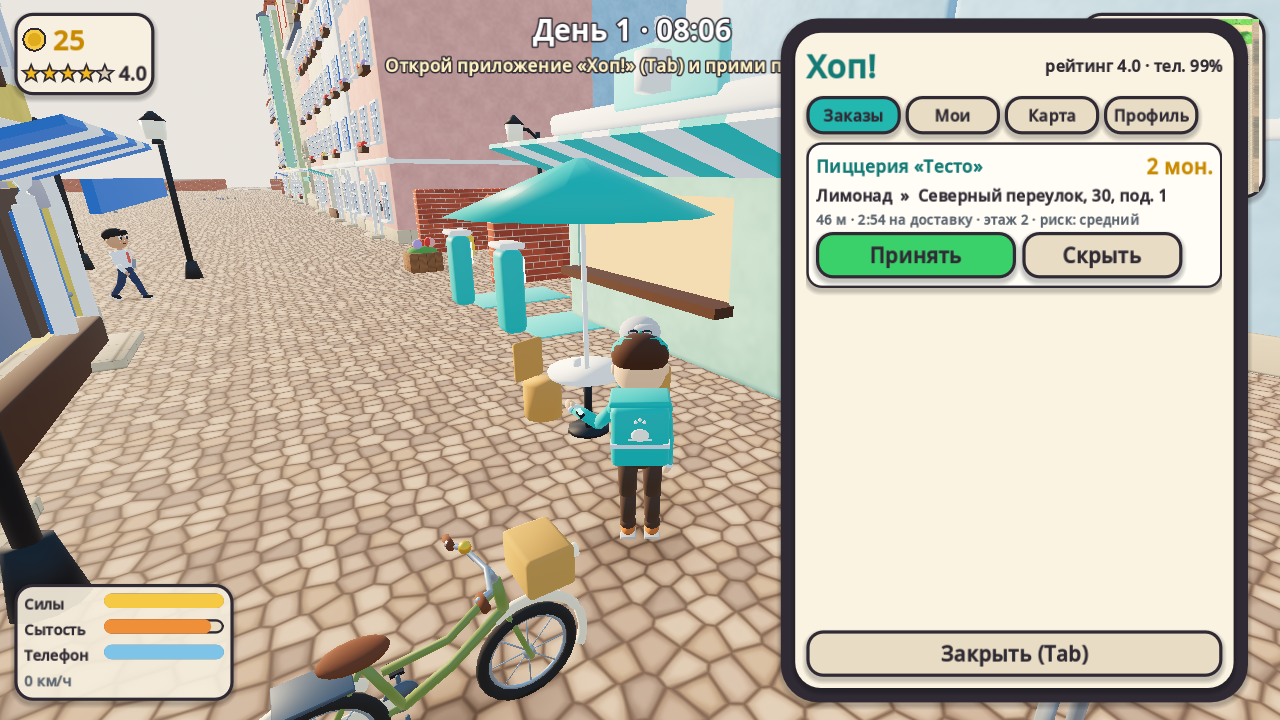 25
4.0
День 1 · 08:06
Открой приложение «Хоп!» (Tab) и прими п
Хоп!
рейтинг 4.0 · тел. 99%
Заказы
Мои
Карта
Профиль
Пиццерия «Тесто»
2 мон.
Лимонад » Северный переулок, 30, под. 1
46 м · 2:54 на доставку · этаж 2 · риск: средний
Принять
Скрыть
Закрыть (Tab)
Силы
Сытость
Телефон
0 км/ч